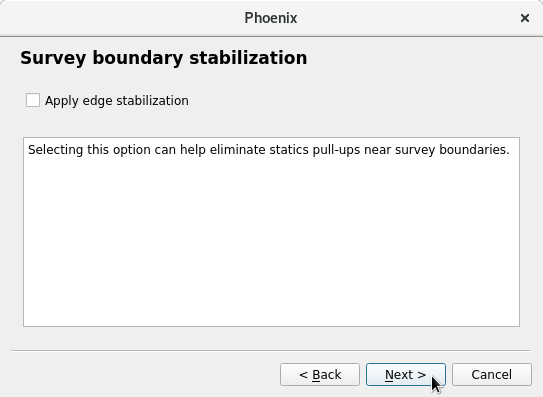 Phoenix
Survey boundary stabilization
Apply edge stabilization
Selecting this option can help eliminate statics pull-ups near survey boundaries.
< Back
Next >
Cancel